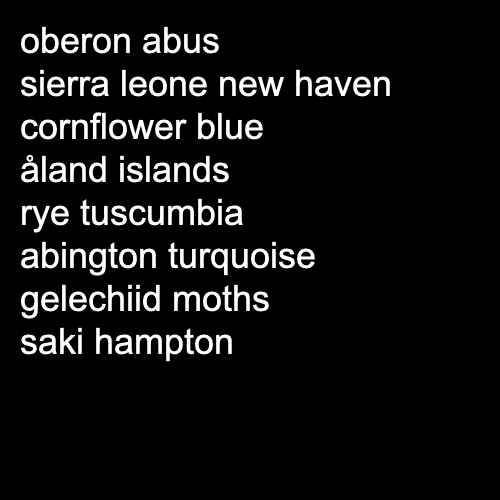 oberon abus
sierra leone new haven
cornflower blue
åland islands
rye tuscumbia
abington turquoise
gelechiid moths
saki hampton